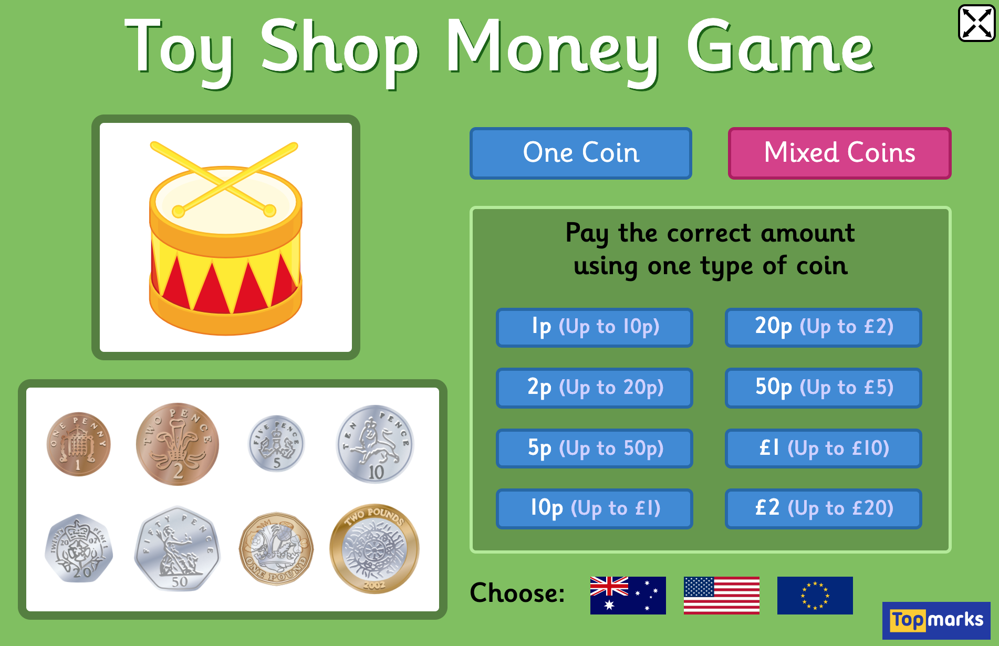 Toy Shop Money Game
One Coin
Mixed Coins
Pay the correct amount
using one type of coin
1p (Up to 10p)
20p (Up to £2)
2p (Up to 20p)
50p (Up to £5)
5p (Up to 50p)
£1 (Up to £10)
10p (Up to £1)
£2 (Up to £20)
ONE PENNY
1
TWO PENCE
2
FIVE PENCE
5
TEN PENCE
10
TWENTY PENCE
2002
20
FIFTY PENCE
50
ONE POUND
TWO POUNDS
2002
Choose:
Topmarks